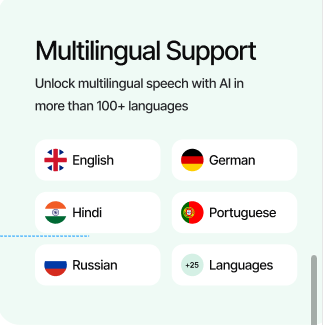 Multilingual Support
Unlock multilingual speech with AI in
more than 100+ languages
English
German
Hindi
Portuguese
Russian
+25 Languages